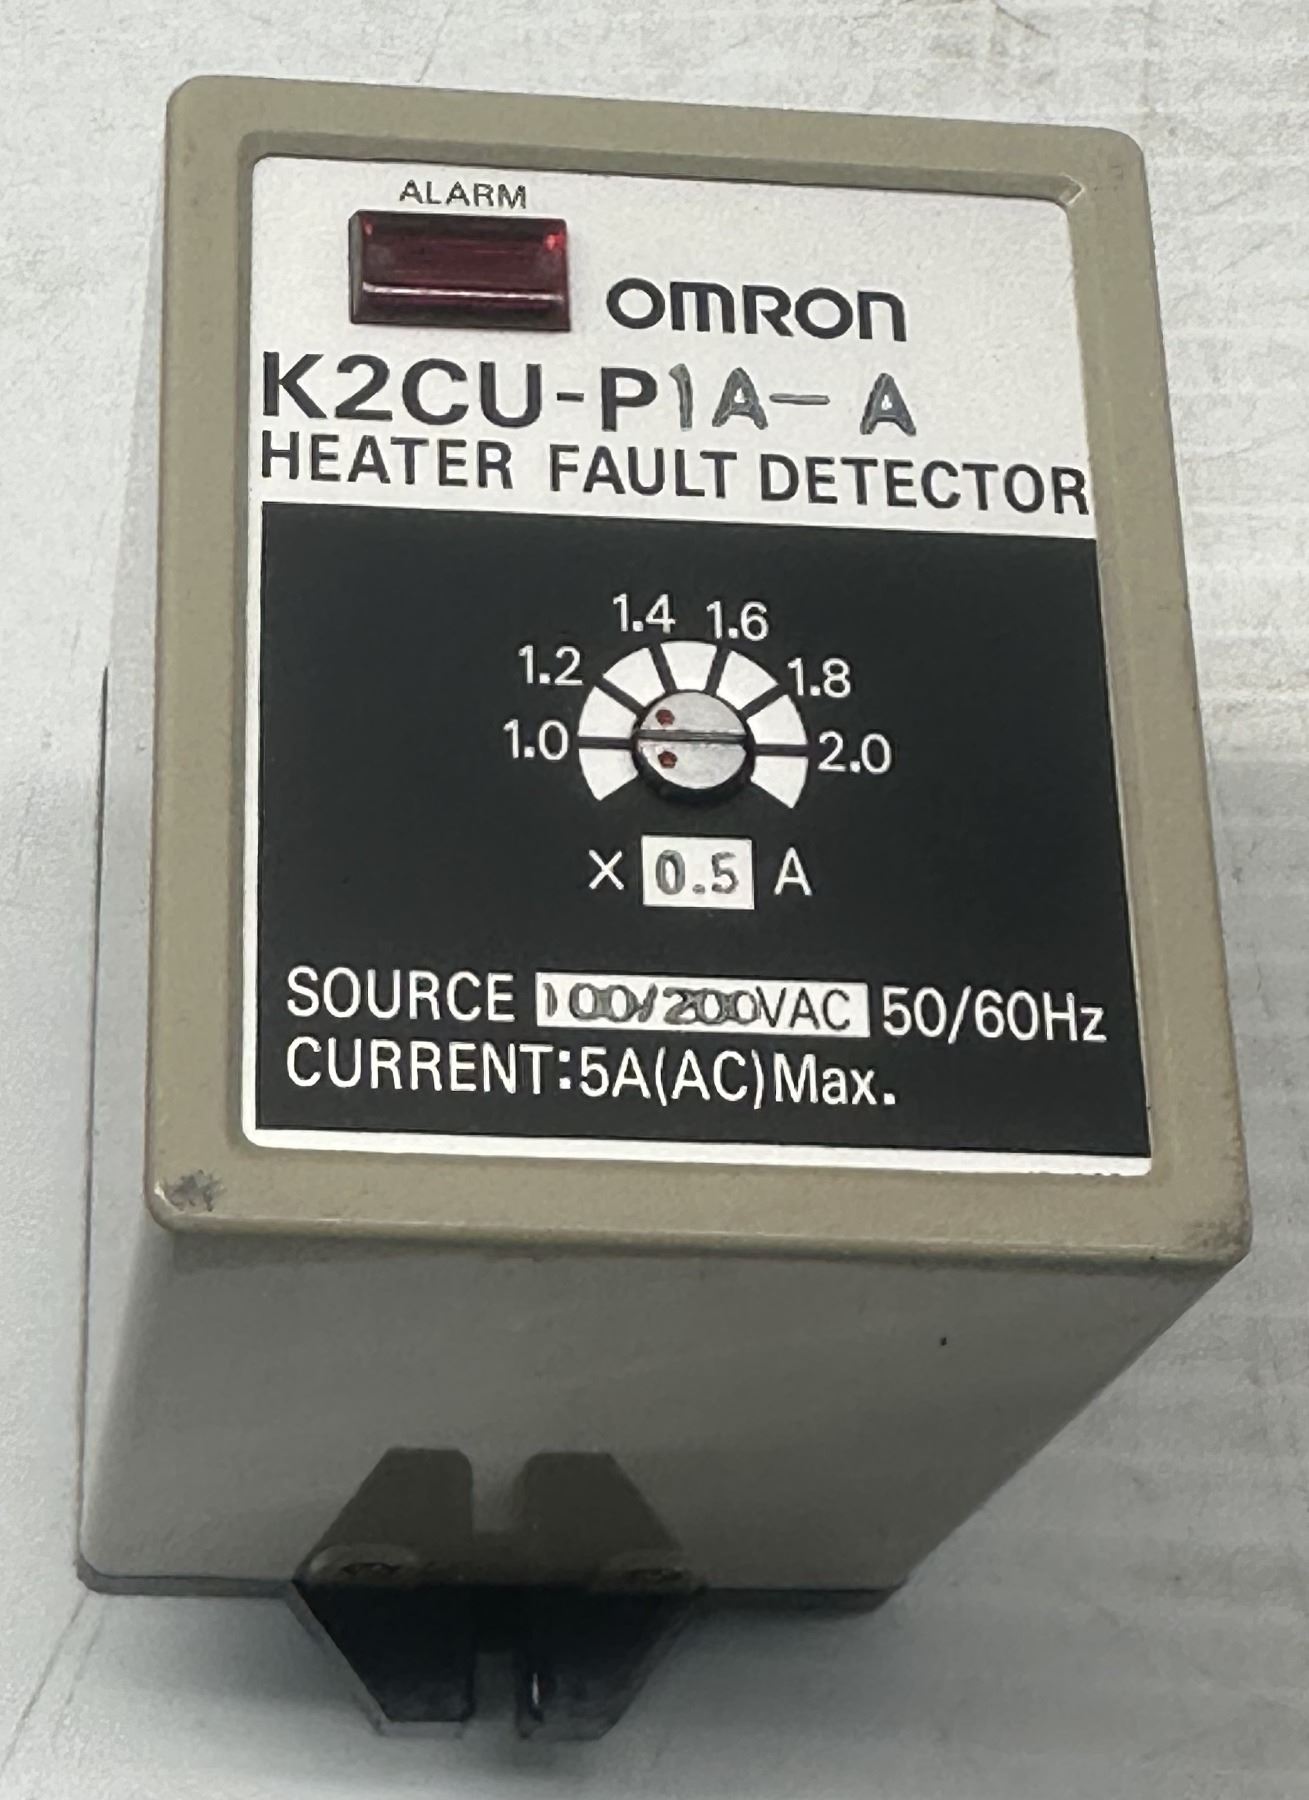 ALARM
OMRON
K2CU-P1A-A
HEATER FAULT DETECTOR
1.4 1.6
1.2 1.8
1.0 2.0
X 0.5 A
SOURCE 100/200VAC 50/60Hz
CURRENT:5A(AC)Max.